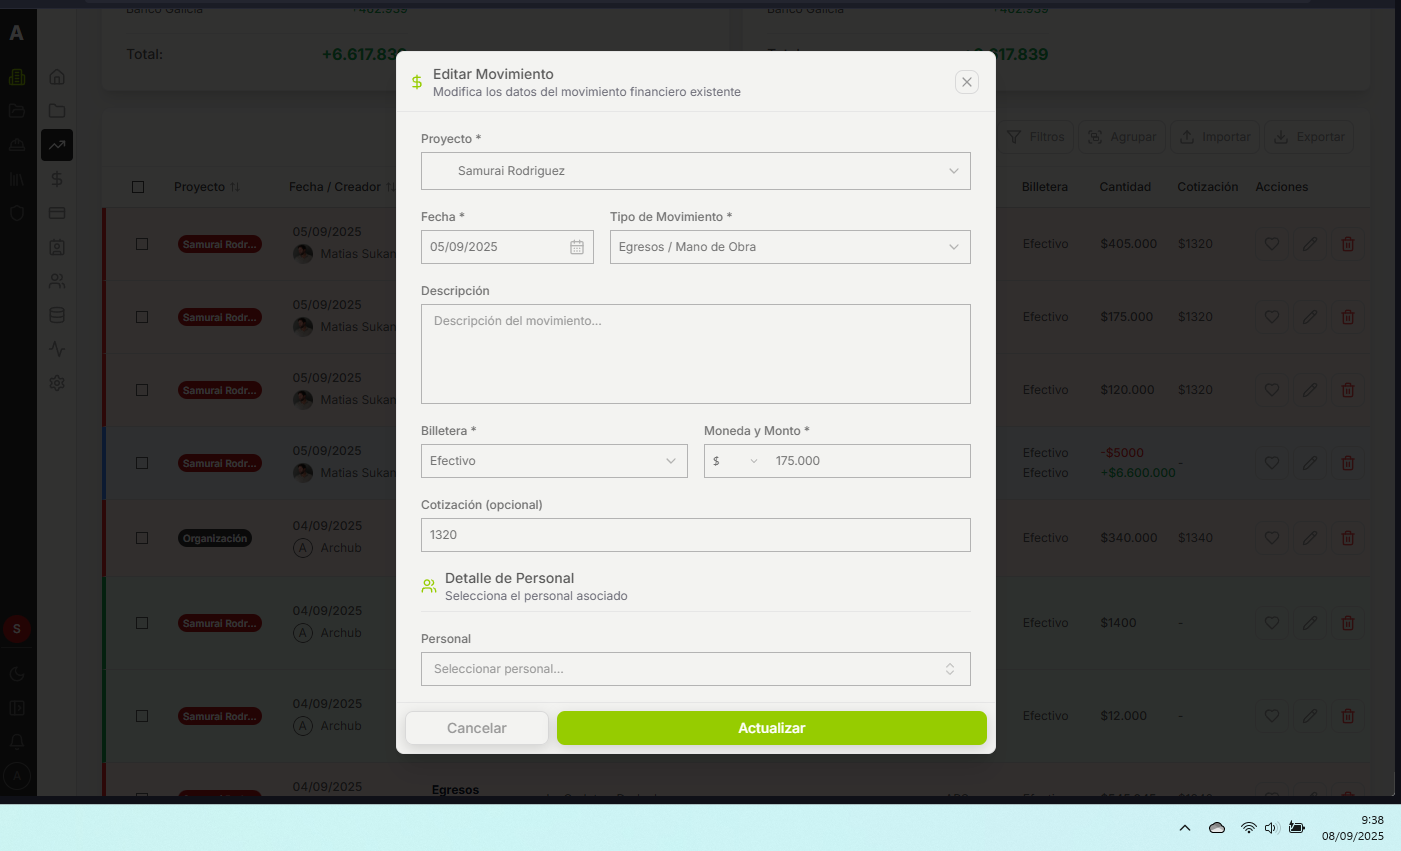 Banco Galicia
+402.959
+402.959
Total:
+6.617.839
617.839
A
Editar Movimiento
Modifica los datos del movimiento financiero existente
Filtros
Agrupar
Importar
Exportar
Proyecto
Fecha / Creador
Billetera
Cantidad
Cotización
Acciones
Proyecto *
Samurai Rodriguez
Fecha *
Tipo de Movimiento *
05/09/2025
Egresos / Mano de Obra
Descripción
Descripción del movimiento...
Billetera *
Moneda y Monto *
Efectivo
$
175.000
Cotización (opcional)
1320
Detalle de Personal
Selecciona el personal asociado
Personal
Seleccionar personal...
Cancelar
Actualizar
Samurai Rodr...
05/09/2025
Matias Sukan
Efectivo
$405.000
$1320
Samurai Rodr...
05/09/2025
Matias Sukan
Efectivo
$175.000
$1320
Samurai Rodr...
05/09/2025
Matias Sukan
Efectivo
$120.000
$1320
Samurai Rodr...
05/09/2025
Matias Sukan
Efectivo
-$5000
Efectivo
+$6.600.000
-
Organización
04/09/2025
A
Archub
Efectivo
$340.000
$1340
S
Samurai Rodr...
04/09/2025
A
Archub
Efectivo
$1400
-
Samurai Rodr...
04/09/2025
A
Archub
Efectivo
$12.000
-
A
04/09/2025
Egresos
9:38
08/09/2025